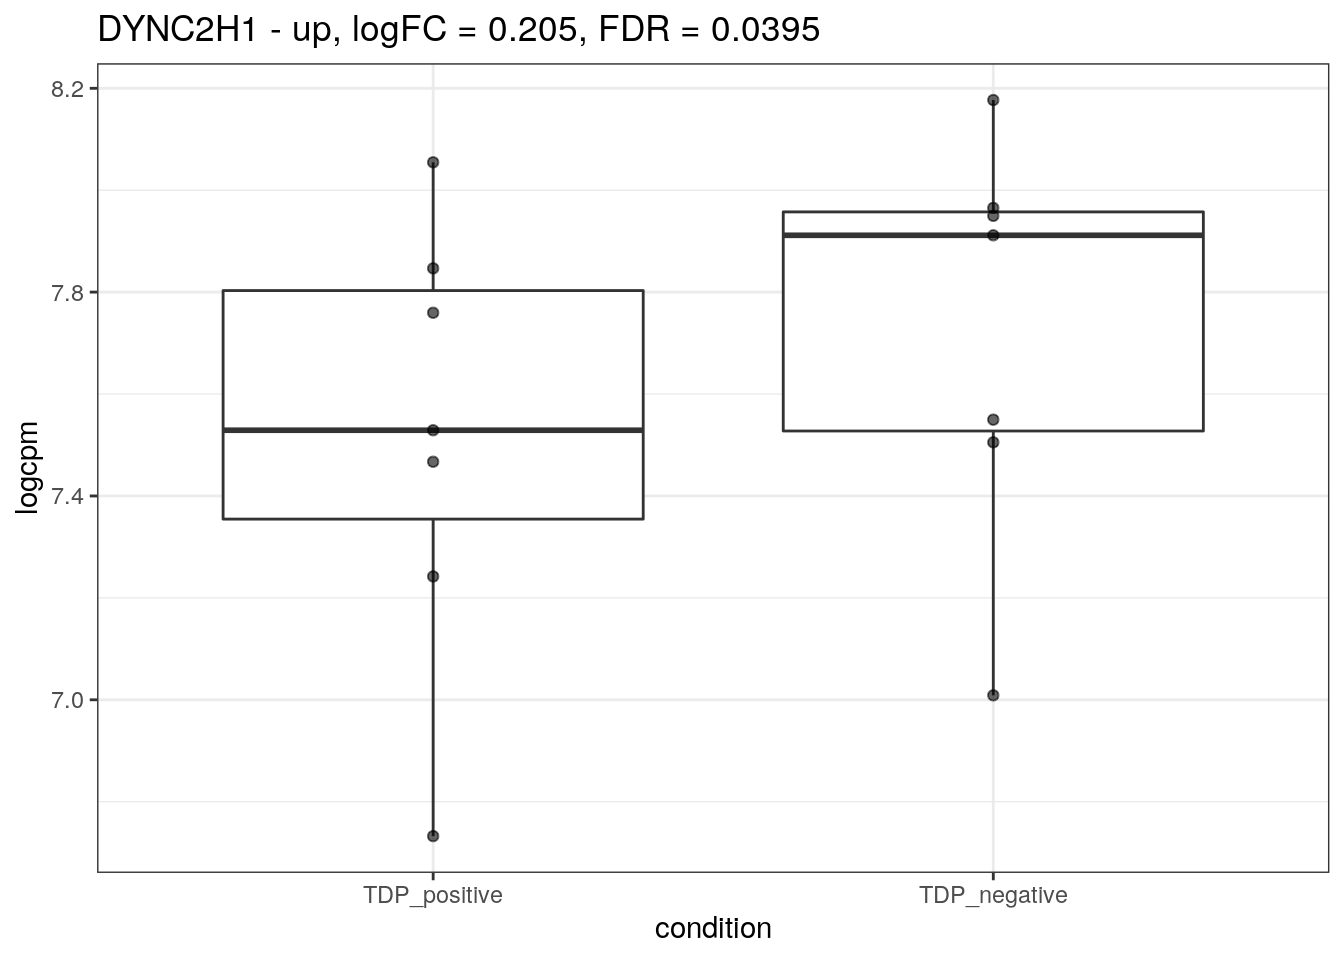 DYNC2H1 - up, logFC = 0.205, FDR = 0.0395
8.2
7.8
7.4
7.0
logcpm
TDP_positive
TDP_negative
condition